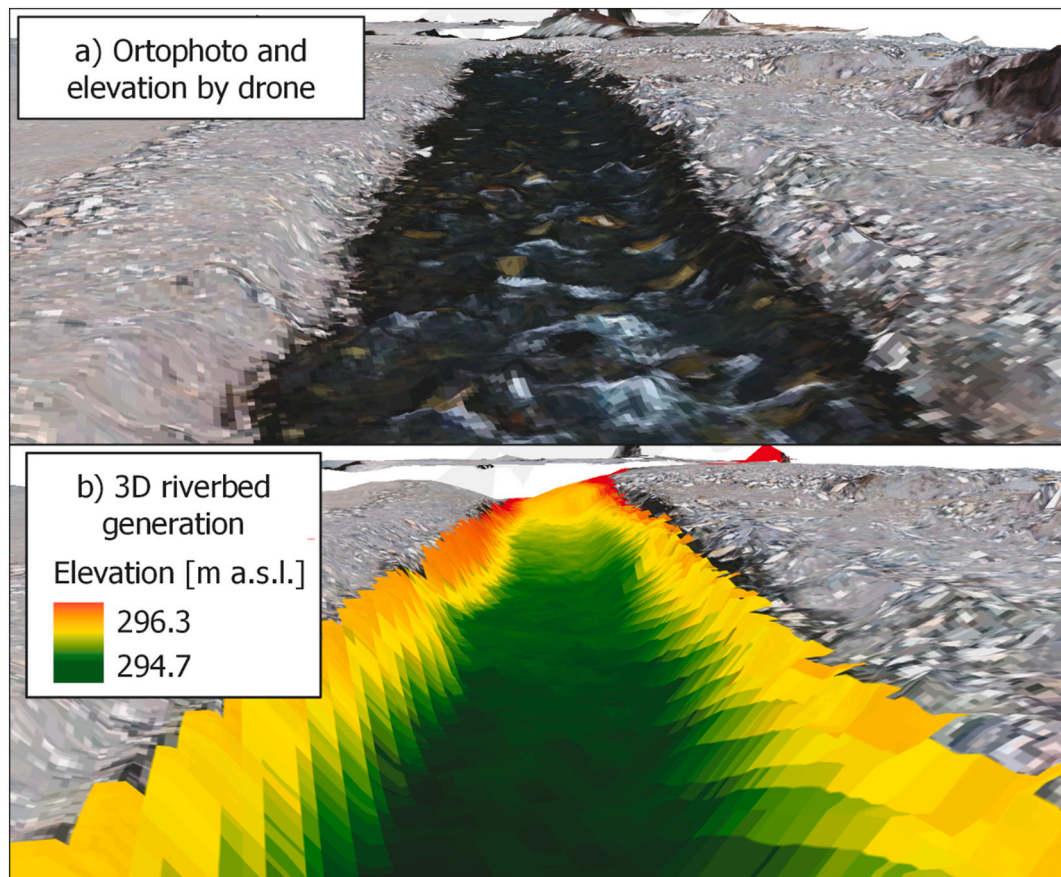 a) Ortophoto and
elevation by drone
b) 3D riverbed
generation
Elevation [m a.s.l.]
296.3
294.7